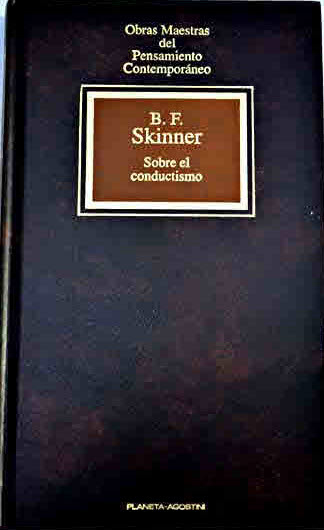 Obras Maestras
del
Pensamiento
Contemporáneo
B. F.
Skinner
Sobre el
conductismo
PLANETA-AGOSTINI